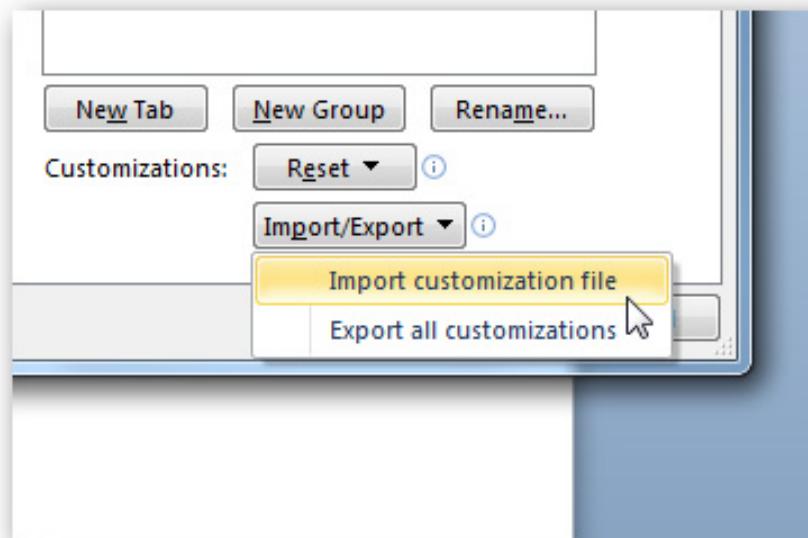 New Tab New Group Rename...
Customizations: Reset
Import/Export
Import customization file
Export all customizations